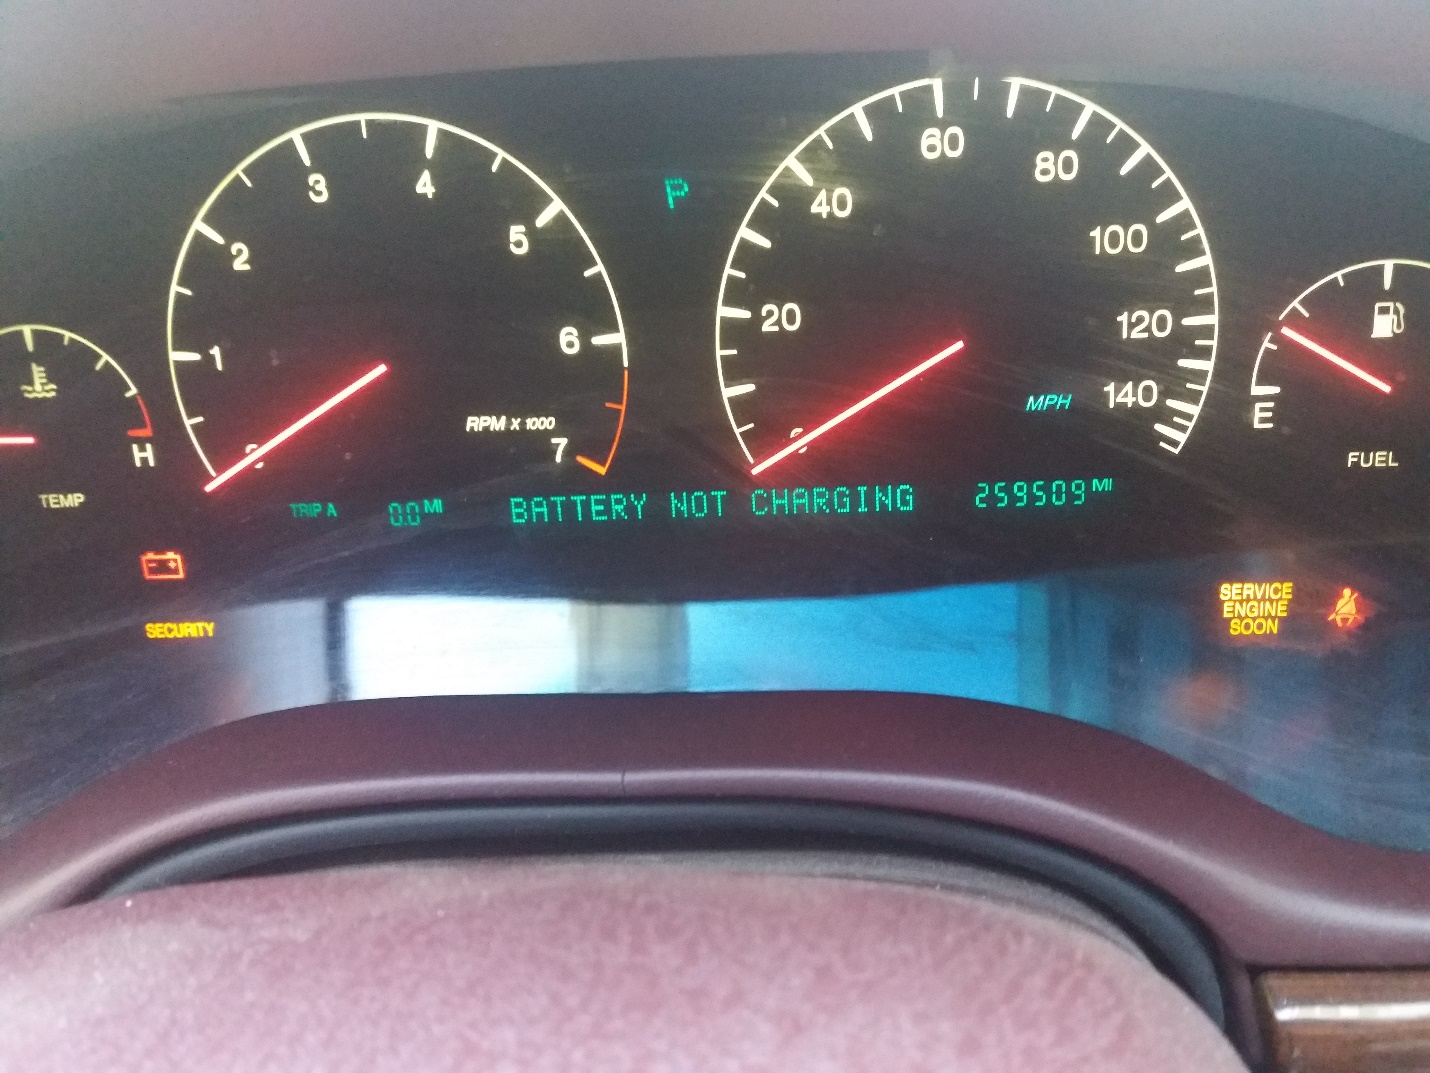 P
3
4
2
5
1
6
RPM X 1000
7
60
40
80
20
100
120
140
MPH
H
TEMP
E
FUEL
TRIP A 0.0 MI
BATTERY NOT CHARGING
259509 MI
SECURITY
SERVICE
ENGINE
SOON